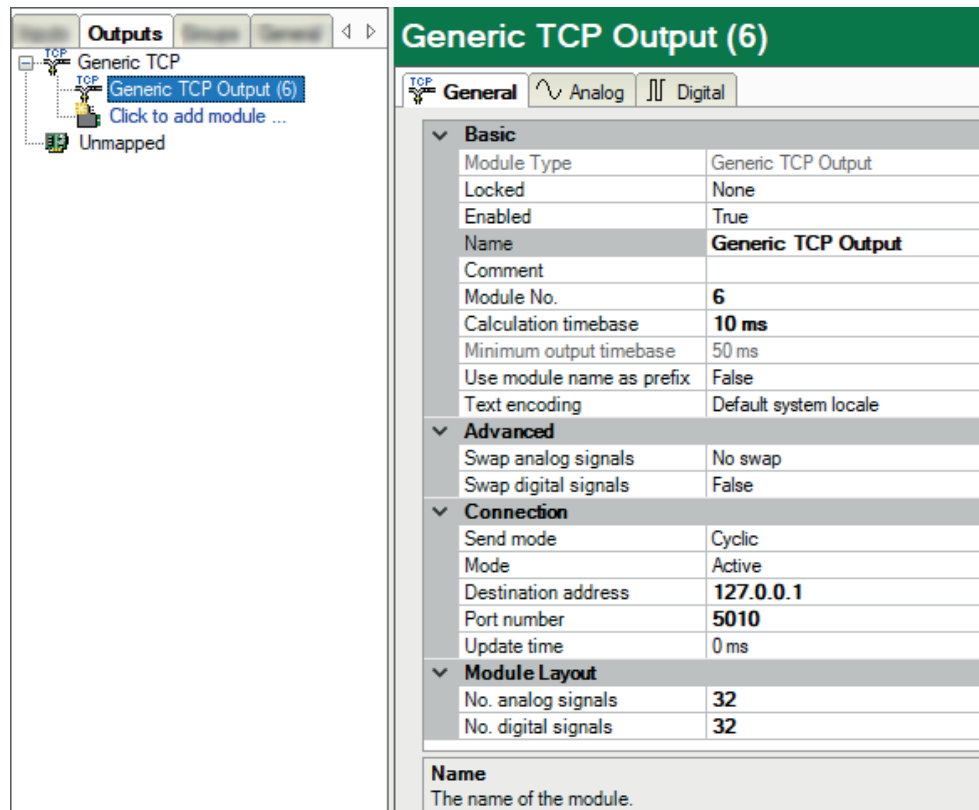 Outputs
TCP Generic TCP
TCP Generic TCP Output (6)
Click to add module ...
Unmapped
Generic TCP Output (6)
TCP General Analog Digital
Basic
Module Type Generic TCP Output
Locked None
Enabled True
Name Generic TCP Output
Comment
Module No. 6
Calculation timebase 10 ms
Minimum output timebase 50 ms
Use module name as prefix False
Text encoding Default system locale
Advanced
Swap analog signals No swap
Swap digital signals False
Connection
Send mode Cyclic
Mode Active
Destination address 127.0.0.1
Port number 5010
Update time 0 ms
Module Layout
No. analog signals 32
No. digital signals 32
Name
The name of the module.